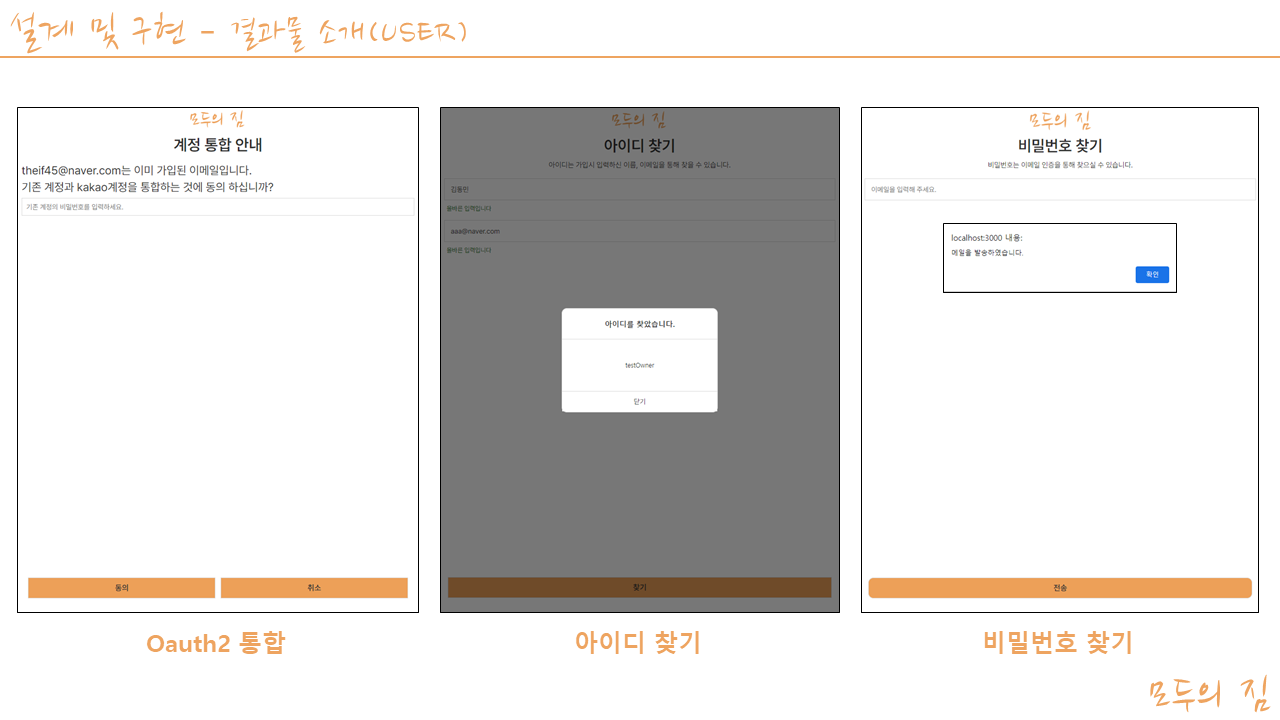 설계 및 구현 - 결과물 소개(USER)
모두의 짐
계정 통합 안내
theif45@naver.com는 이미 가입된 이메일입니다.
기존 계정과 kakao계정을 통합하는 것에 동의 하십니까?
기존 계정의 비밀번호를 입력하세요.
동의
취소
Oauth2 통합
모두의 짐
아이디 찾기
아이디는 가입시 입력하신 이름, 이메일을 통해 찾을 수 있습니다.
김동민
올바른 입력입니다
aaa@naver.com
올바른 입력입니다
아이디를 찾았습니다.
testOwner
닫기
찾기
아이디 찾기
모두의 짐
비밀번호 찾기
비밀번호는 이메일 인증을 통해 찾으실 수 있습니다.
이메일을 입력해 주세요.
localhost:3000 내용:
메일을 발송하였습니다.
확인
전송
비밀번호 찾기
모두의 짐